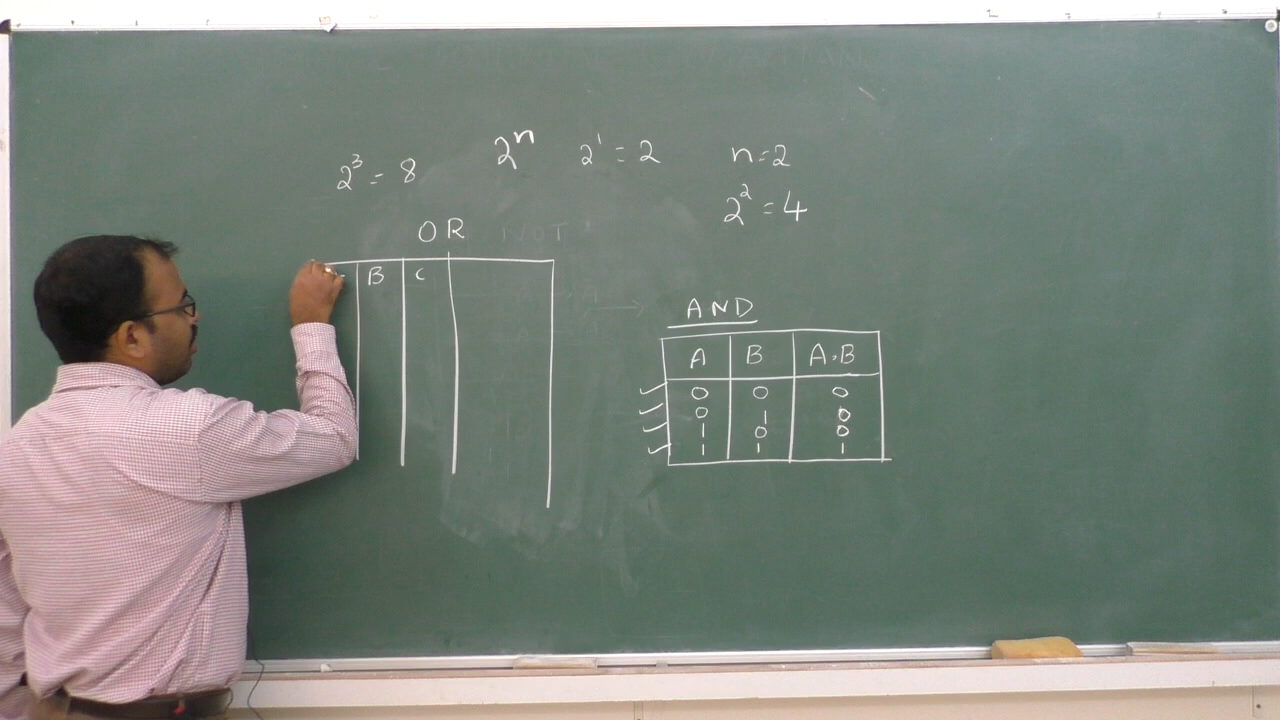 2³ = 8
2ⁿ
2¹ = 2
n=2
2² = 4
OR NOT
B C
AND
A B A.B
0 0 0
0 1 0
1 0 0
1 1 1